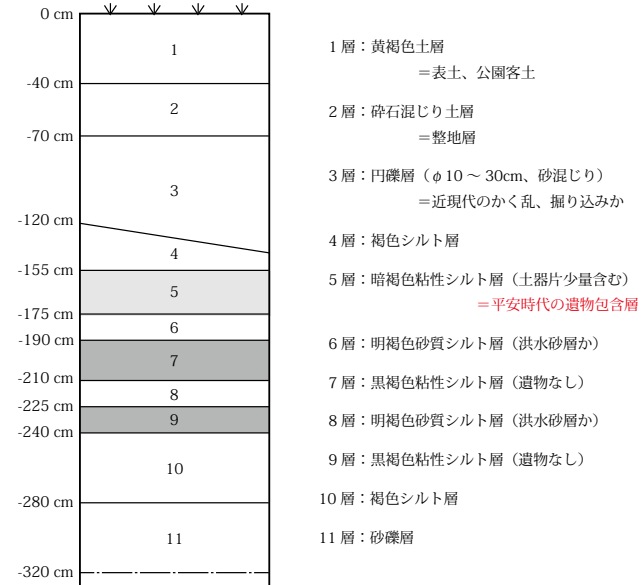 0 cm
-40 cm
-70 cm
-120 cm
-155 cm
-175 cm
-190 cm
-210 cm
-225 cm
-240 cm
-280 cm
-320 cm
1
2
3
4
5
6
7
8
9
10
11
1層：黄褐色土層
＝表土、公園客土
2層：砕石混じり土層
＝整地層
3層：円礫層（φ10～30cm、砂混じり）
＝近現代のかく乱、掘り込みか
4層：褐色シルト層
5層：暗褐色粘性シルト層（土器片少量含む）
＝平安時代の遺物包含層
6層：明褐色砂質シルト層（洪水砂層か）
7層：黒褐色粘性シルト層（遺物なし）
8層：明褐色砂質シルト層（洪水砂層か）
9層：黒褐色粘性シルト層（遺物なし）
10層：褐色シルト層
11層：砂礫層